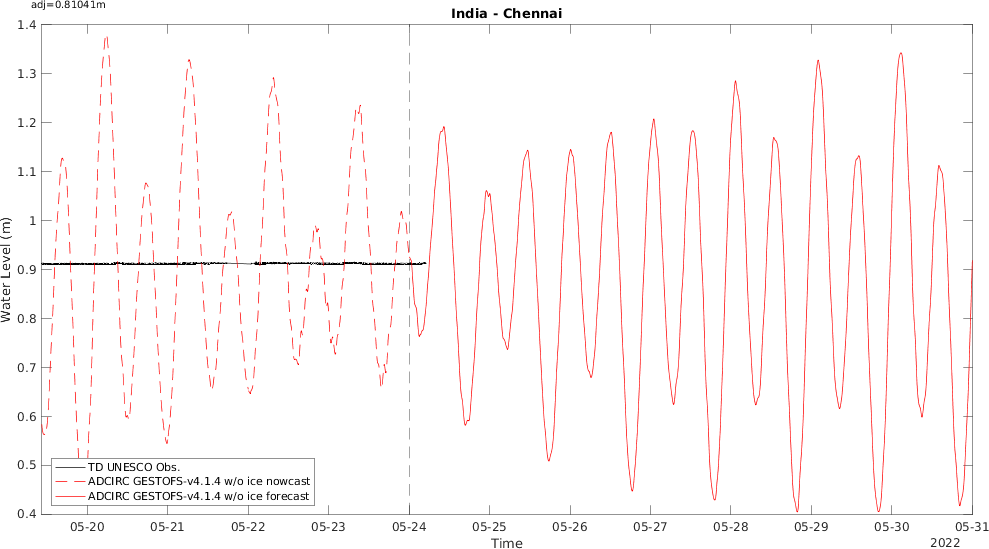 adj=0.81041m
India - Chennai
1.4
1.3
1.2
1.1
1
0.9
0.8
0.7
0.6
0.5
0.4
Water Level (m)
TD UNESCO Obs.
ADCIRC GESTOFS-v4.1.4 w/o ice nowcast
ADCIRC GESTOFS-v4.1.4 w/o ice forecast
05-20 05-21 05-22 05-23 05-24 05-25 05-26 05-27 05-28 05-29 05-30 05-31
Time
2022